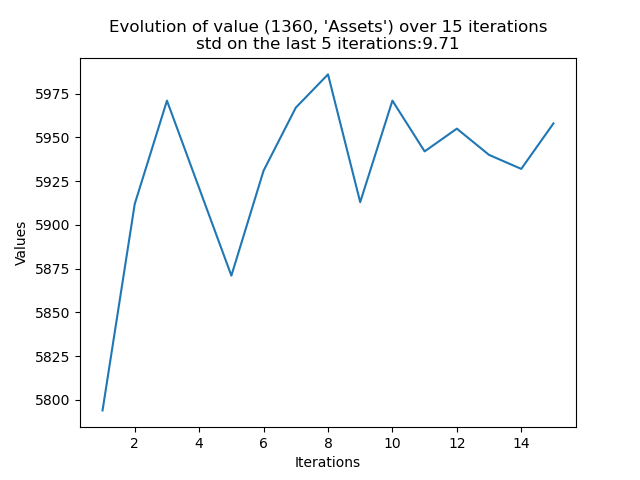 Evolution of value (1360, 'Assets') over 15 iterations
std on the last 5 iterations:9.71
5975
5950
5925
5900
5875
5850
5825
5800
Values
2 4 6 8 10 12 14
Iterations